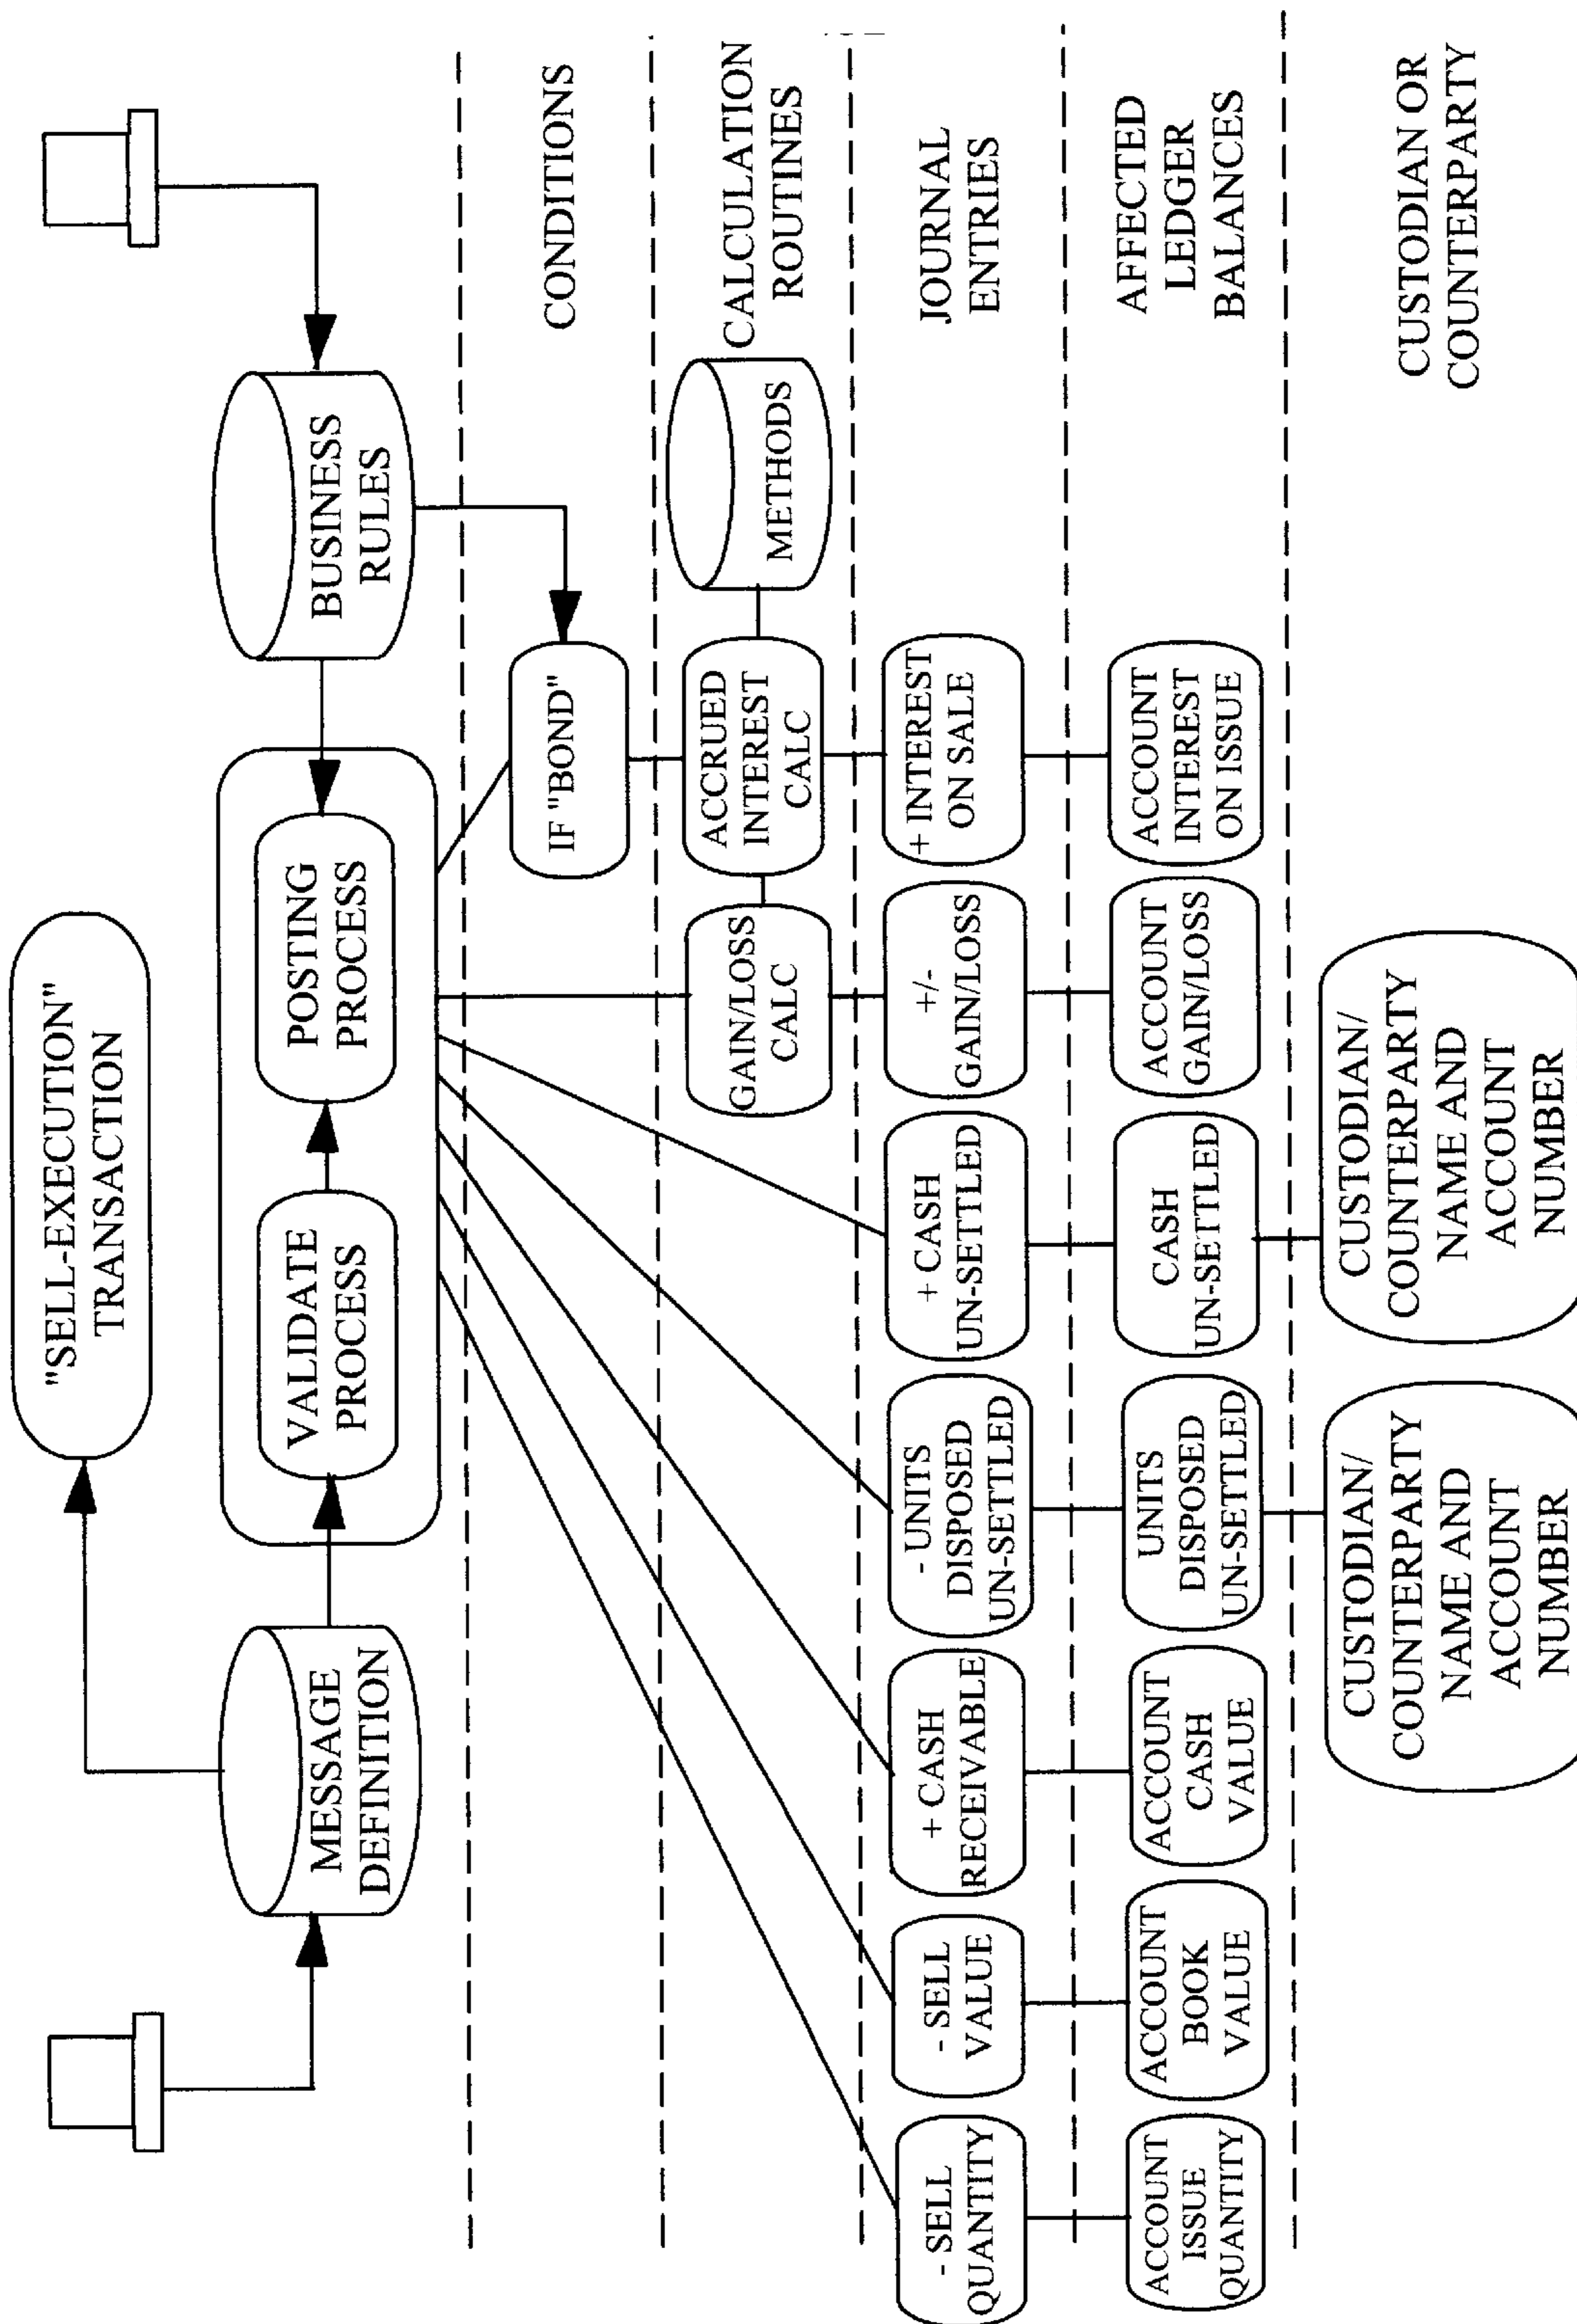 "SELL-EXECUTION"
TRANSACTION
MESSAGE
DEFINITION
VALIDATE
PROCESS
POSTING
PROCESS
BUSINESS
RULES
IF "BOND"
CONDITIONS
GAIN/LOSS
CALC
ACCRUED
INTEREST
CALC
METHODS
CALCULATION
ROUTINES
- SELL
QUANTITY
- SELL
VALUE
+ CASH
RECEIVABLE
- UNITS
DISPOSED
UN-SETTLED
+ CASH
UN-SETTLED
+/-
GAIN/LOSS
+ INTEREST
ON SALE
JOURNAL
ENTRIES
ACCOUNT
ISSUE
QUANTITY
ACCOUNT
BOOK
VALUE
ACCOUNT
CASH
VALUE
UNITS
DISPOSED
UN-SETTLED
CASH
UN-SETTLED
ACCOUNT
GAIN/LOSS
ACCOUNT
INTEREST
ON ISSUE
AFFECTED
LEDGER
BALANCES
CUSTODIAN/
COUNTERPARTY
NAME AND
ACCOUNT
NUMBER
CUSTODIAN/
COUNTERPARTY
NAME AND
ACCOUNT
NUMBER
CUSTODIAN OR
COUNTERPARTY